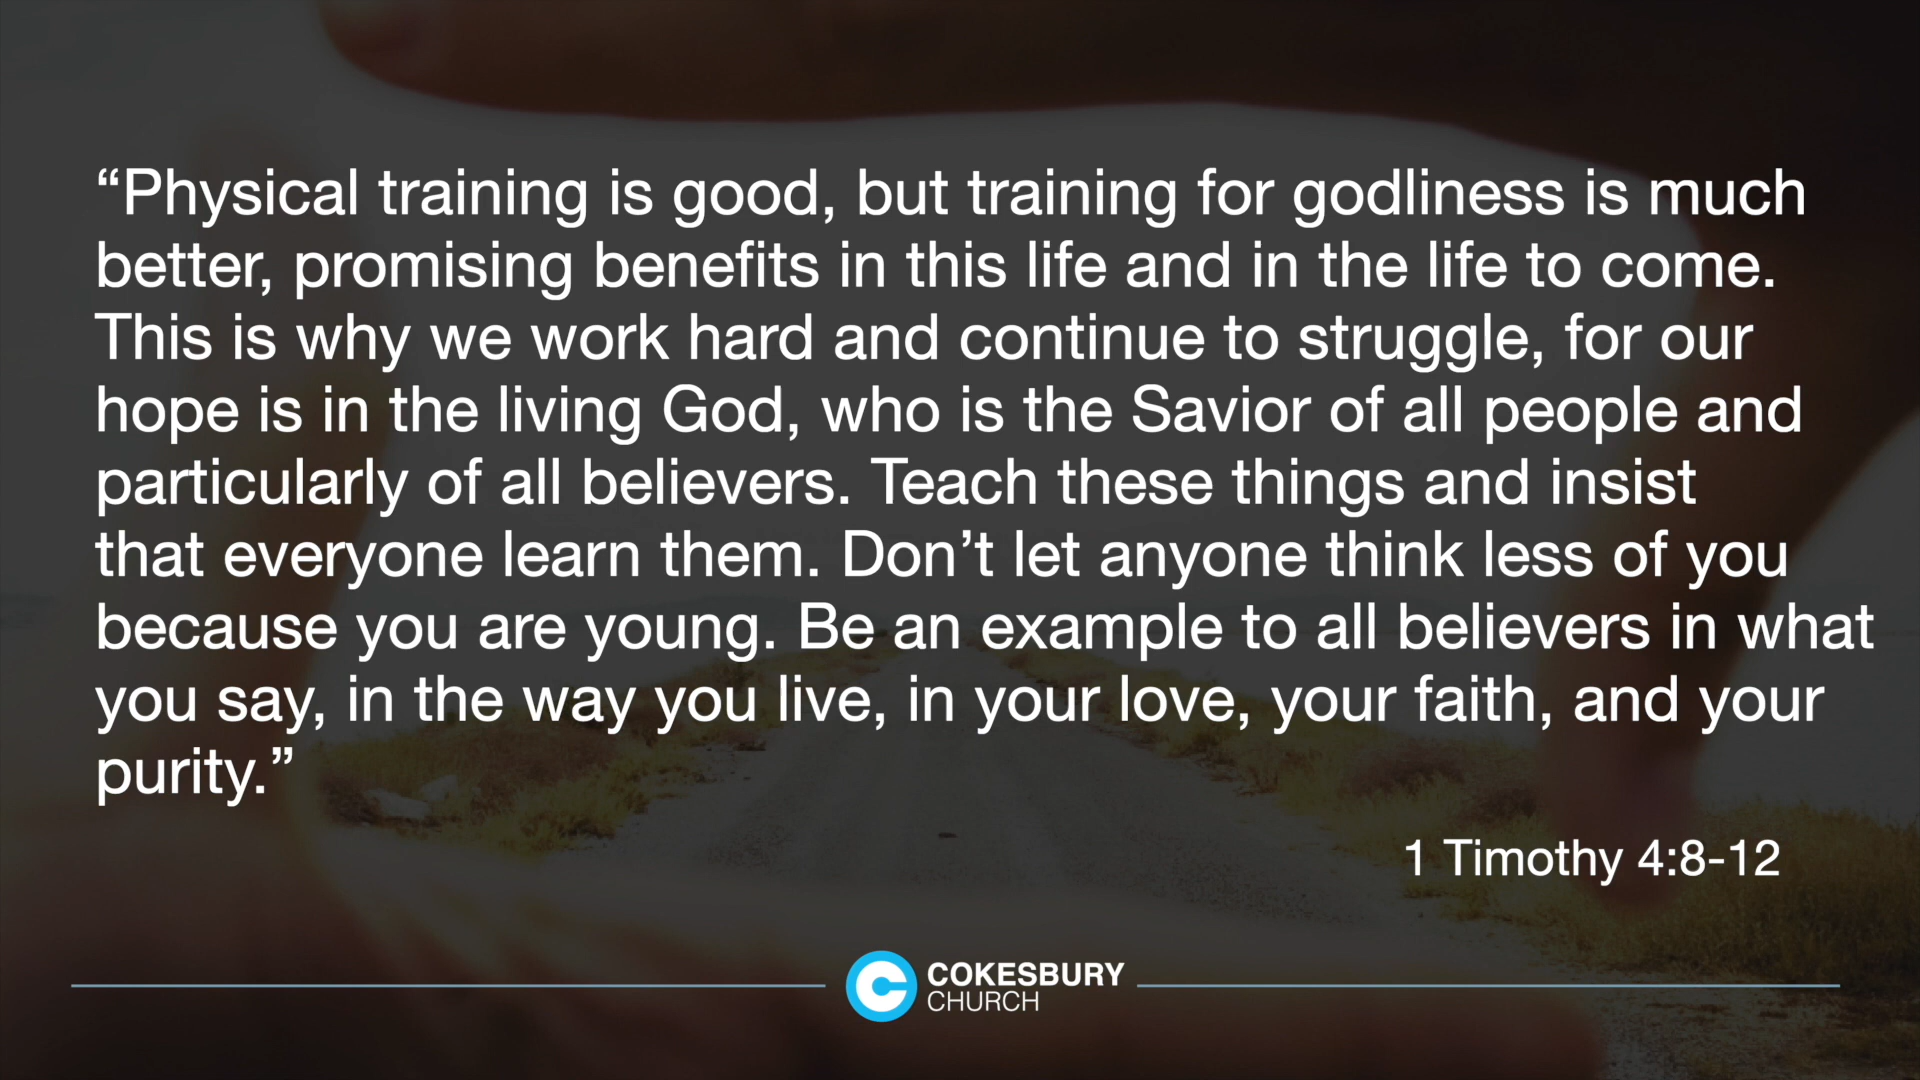 “Physical training is good, but training for godliness is much
better, promising benefits in this life and in the life to come.
This is why we work hard and continue to struggle, for our
hope is in the living God, who is the Savior of all people and
particularly of all believers. Teach these things and insist
that everyone learn them. Don’t let anyone think less of you
because you are young. Be an example to all believers in what
you say, in the way you live, in your love, your faith, and your
purity.”
1 Timothy 4:8-12
COKESBURY
CHURCH